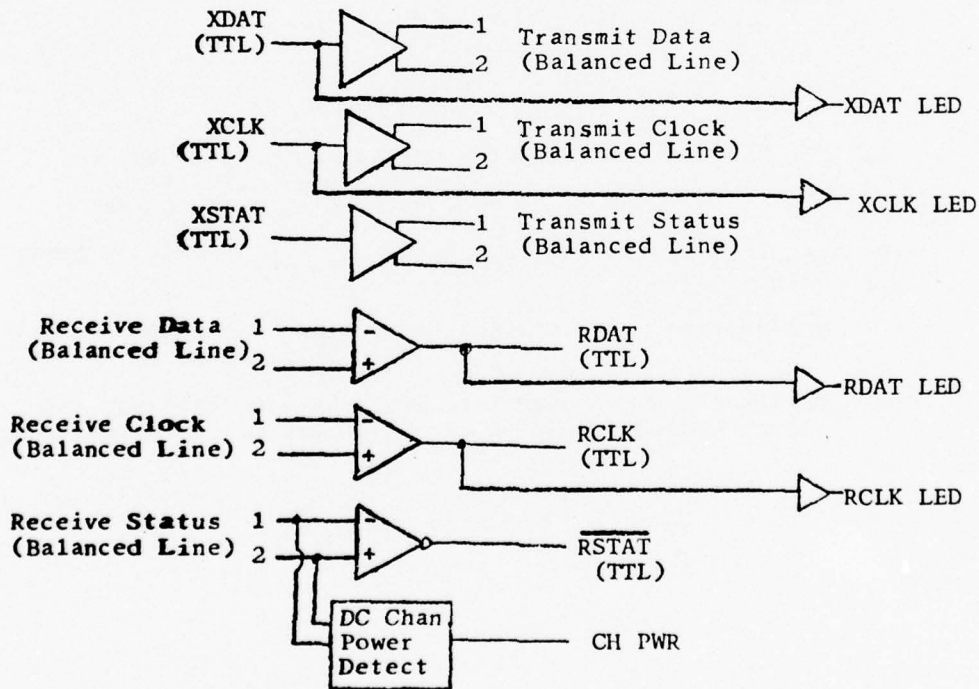 XDAT
(TTL)
1
2
Transmit Data
(Balanced Line)
XDAT LED
XCLK
(TTL)
1
2
Transmit Clock
(Balanced Line)
XCLK LED
XSTAT
(TTL)
1
2
Transmit Status
(Balanced Line)
Receive Data
(Balanced Line)
1
2
-
+
RDAT
(TTL)
RDAT LED
Receive Clock
(Balanced Line)
1
2
-
+
RCLK
(TTL)
RCLK LED
Receive Status
(Balanced Line)
1
2
-
+
RSTAT
(TTL)
DC Chan
Power
Detect
CH PWR